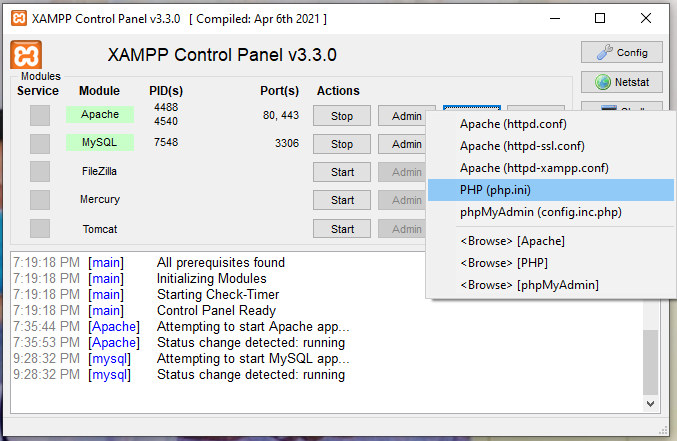 XAMPP Control Panel v3.3.0 [ Compiled: Apr 6th 2021 ]
XAMPP Control Panel v3.3.0
Config
Netstat
Modules
Service Module PID(s) Port(s) Actions
Apache 4488 4540 80, 443 Stop Admin
MySQL 7548 3306 Stop Admin
FileZilla Start Admin
Mercury Start Admin
Tomcat Start Admin
Apache (httpd.conf)
Apache (httpd-ssl.conf)
Apache (httpd-xampp.conf)
PHP (php.ini)
phpMyAdmin (config.inc.php)
<Browse> [Apache]
<Browse> [PHP]
<Browse> [phpMyAdmin]
7:19:18 PM [main] All prerequisites found
7:19:18 PM [main] Initializing Modules
7:19:18 PM [main] Starting Check-Timer
7:19:18 PM [main] Control Panel Ready
7:35:44 PM [Apache] Attempting to start Apache app...
7:35:53 PM [Apache] Status change detected: running
9:28:32 PM [mysql] Attempting to start MySQL app...
9:28:32 PM [mysql] Status change detected: running